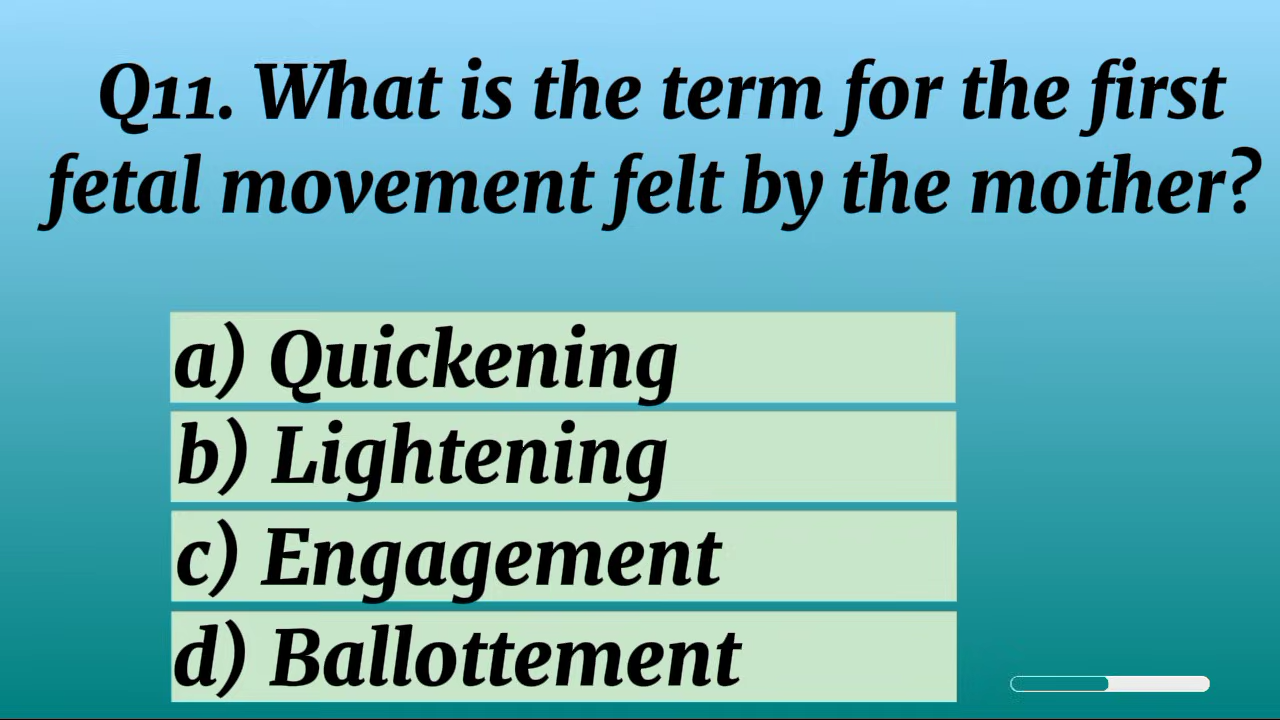 Q11. What is the term for the first
fetal movement felt by the mother?
a) Quickening
b) Lightening
c) Engagement
d) Ballottement